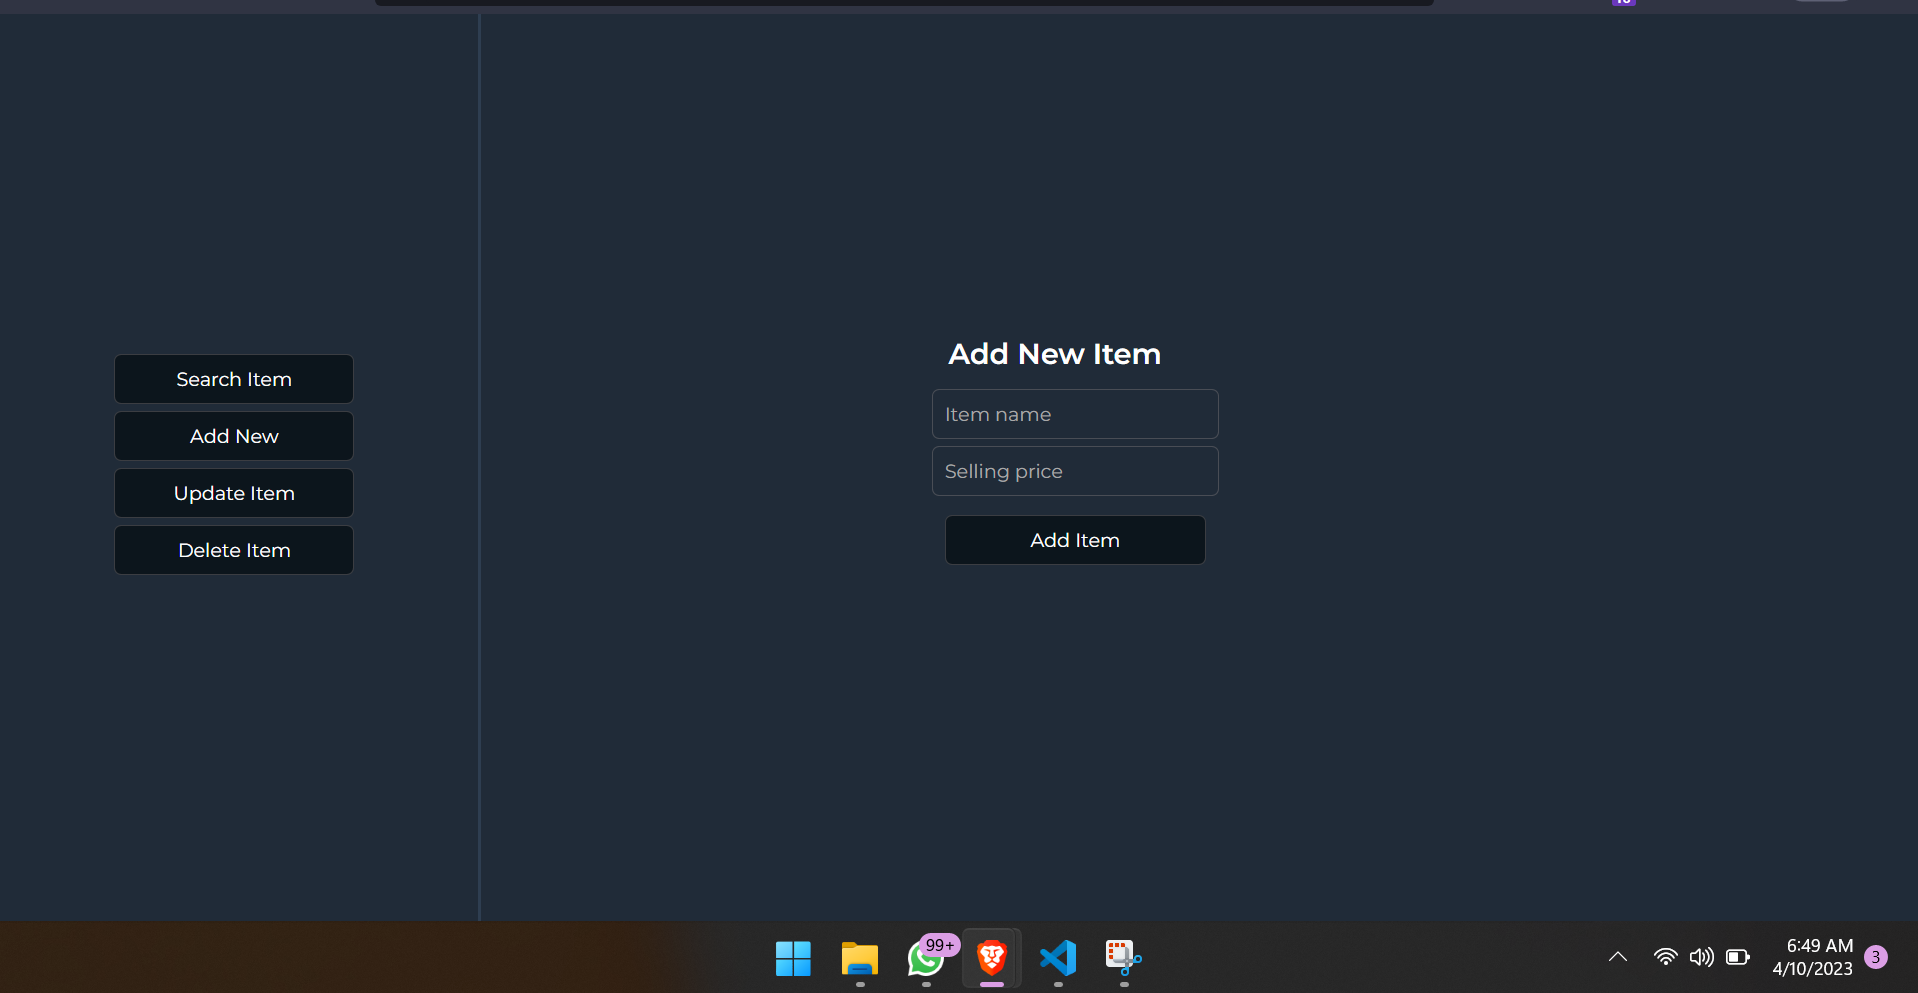 Search Item
Add New
Update Item
Delete Item
Add New Item
Item name
Selling price
Add Item
99+
6:49 AM
4/10/2023
3